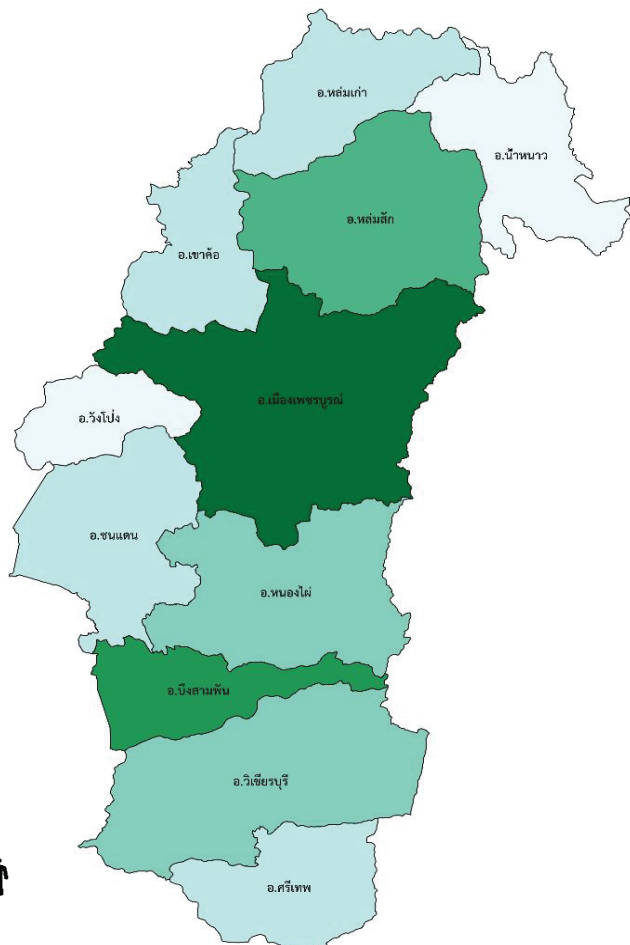 อ.หล่มเก่า
อ.น้ำหนาว
อ.หล่มสัก
อ.เขาค้อ
อ.เมืองเพชรบูรณ์
อ.วังโป่ง
อ.ชนแดน
อ.หนองไผ่
อ.บึงสามพัน
อ.วิเชียรบุรี
อ.ศรีเทพ